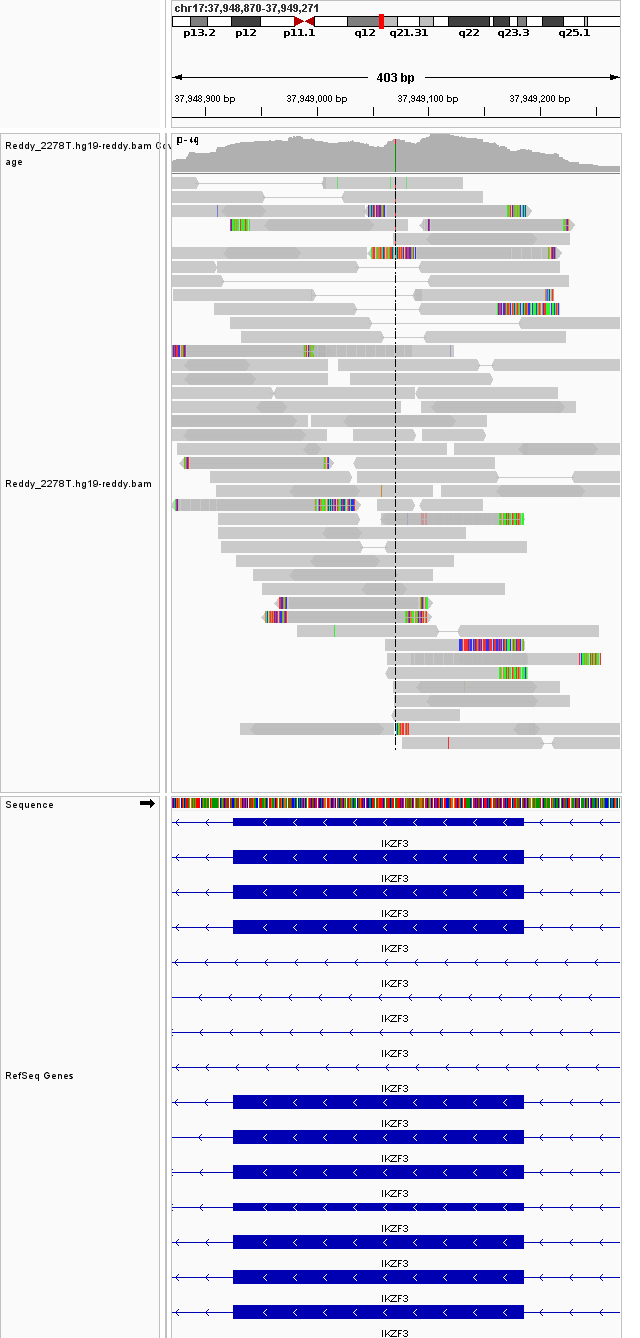 chr17:37,948,870-37,949,271
p13.2 p12 p11.1 q12 q21.31 q22 q23.3 q25.1
403 bp
37,948,900 bp 37,949,000 bp 37,949,100 bp 37,949,200 bp
Reddy_2278T.hg19-reddy.bam Cov
age
Reddy_2278T.hg19-reddy.bam
Sequence
IKZF3
IKZF3
IKZF3
IKZF3
IKZF3
IKZF3
IKZF3
RefSeq Genes
IKZF3
IKZF3
IKZF3
IKZF3
IKZF3
IKZF3
IKZF3
IKZF3